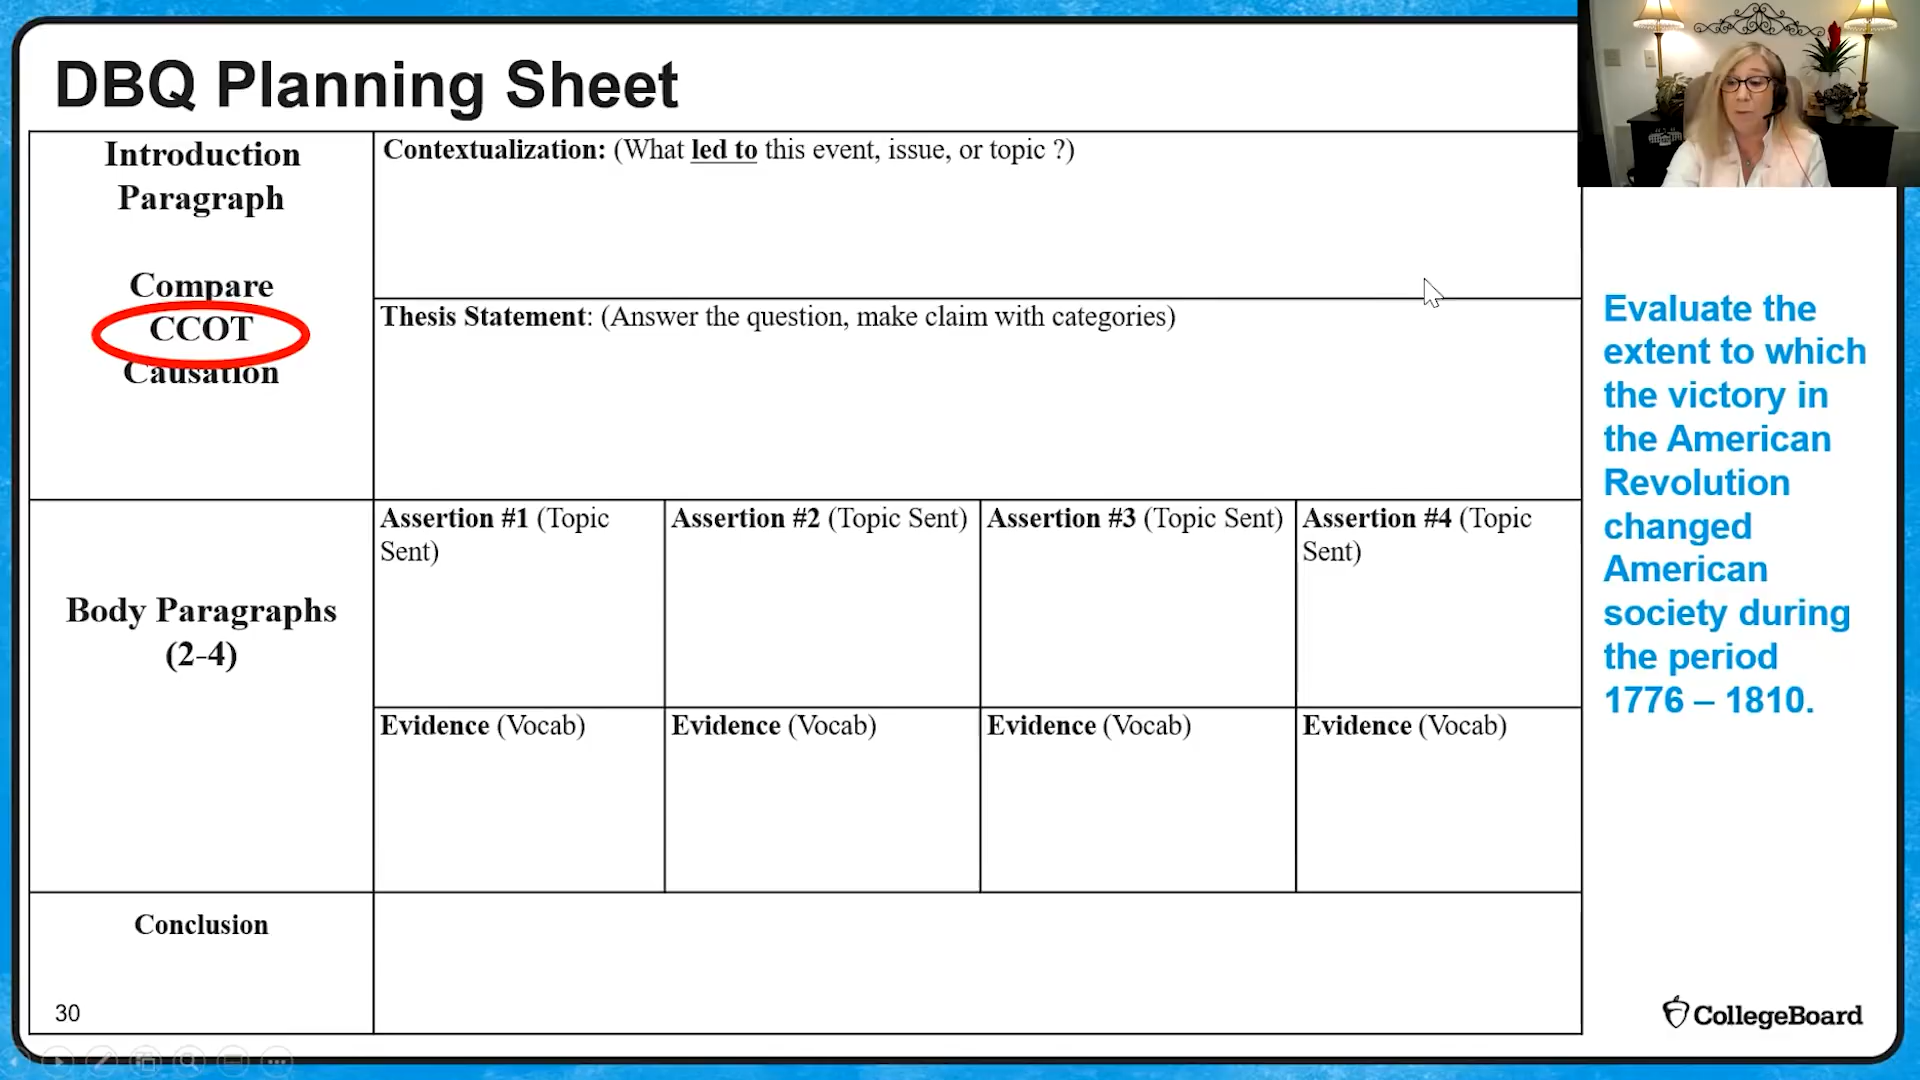 DBQ Planning Sheet
Introduction
Paragraph
Compare
CCOT
Causation
Contextualization: (What led to this event, issue, or topic ?)
Thesis Statement: (Answer the question, make claim with categories)
Body Paragraphs
(2-4)
Assertion #1 (Topic
Sent)
Assertion #2 (Topic Sent)
Assertion #3 (Topic Sent)
Assertion #4 (Topic
Sent)
Evidence (Vocab)
Evidence (Vocab)
Evidence (Vocab)
Evidence (Vocab)
Conclusion
30
Evaluate the
extent to which
the victory in
the American
Revolution
changed
American
society during
the period
1776 – 1810.
CollegeBoard